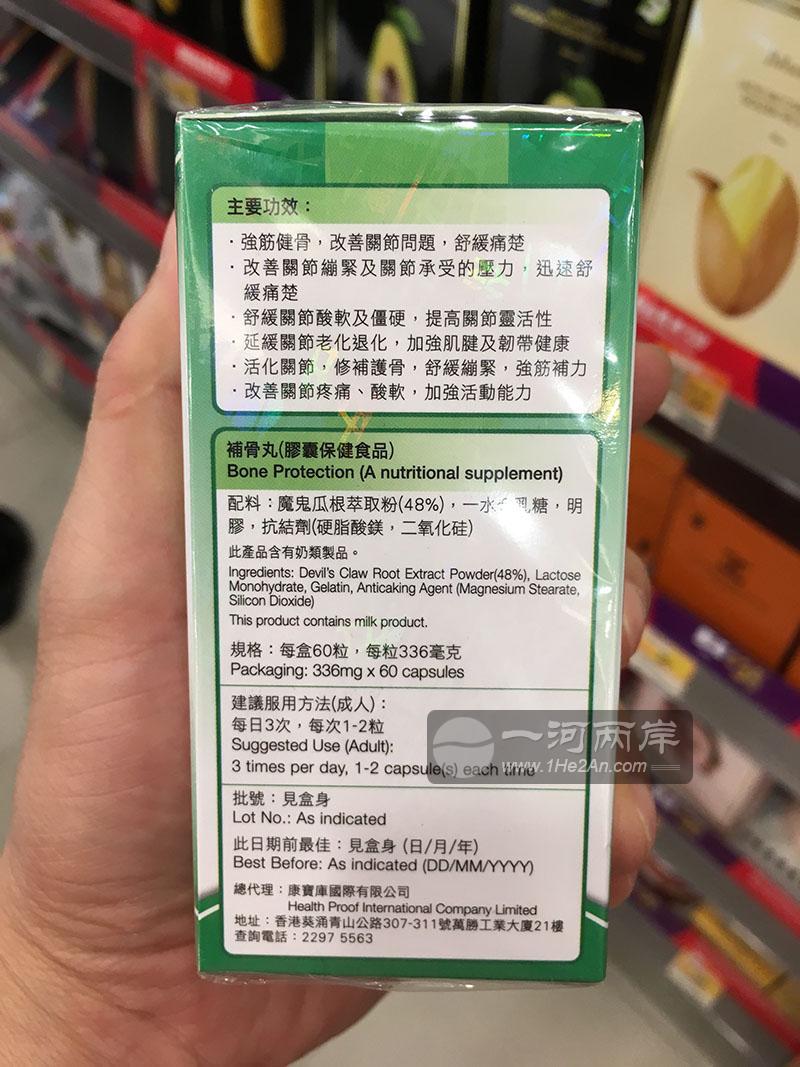 主要功效：
·強筋健骨，改善關節問題，舒緩痛楚
·改善關節繃緊及關節承受的壓力，迅速舒
緩痛楚
·舒緩關節酸軟及僵硬，提高關節靈活性
·延緩關節老化退化，加強肌腱及韌帶健康
·活化關節，修補護骨，舒緩繃緊，強筋補力
·改善關節疼痛、酸軟，加強活動能力
補骨丸(膠囊保健食品)
Bone Protection (A nutritional supplement)
配料：魔鬼瓜根萃取粉(48%)，一水合乳糖，明
膠，抗結劑(硬脂酸鎂，二氧化硅)
此產品含有奶類製品。
Ingredients: Devil's Claw Root Extract Powder(48%), Lactose
Monohydrate, Gelatin, Anticaking Agent (Magnesium Stearate,
Silicon Dioxide)
This product contains milk product.
規格：每盒60粒，每粒336毫克
Packaging: 336mg x 60 capsules
建議服用方法(成人)：
每日3次，每次1-2粒
Suggested Use (Adult):
3 times per day, 1-2 capsule(s) each time
一河兩岸
www.1He2An.com
批號：見盒身
Lot No.: As indicated
此日期前最佳：見盒身 (日/月/年)
Best Before: As indicated (DD/MM/YYYY)
總代理：康寶庫國際有限公司
Health Proof International Company Limited
地址：香港葵涌青山公路307-311號萬勝工業大廈21樓
查詢電話：2297 5563